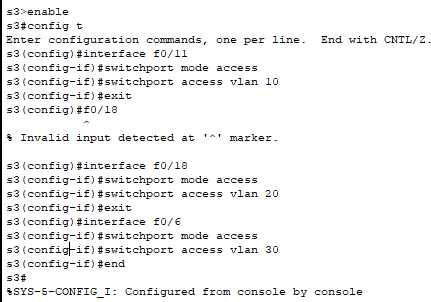 s3>enable
s3#config t
Enter configuration commands, one per line.  End with CNTL/Z.
s3(config)#interface f0/11
s3(config-if)#switchport mode access
s3(config-if)#switchport access vlan 10
s3(config-if)#exit
s3(config)#f0/18
           ^
% Invalid input detected at '^' marker.

s3(config)#interface f0/18
s3(config-if)#switchport mode access
s3(config-if)#switchport access vlan 20
s3(config-if)#exit
s3(config)#interface f0/6
s3(config-if)#switchport mode access
s3(config-if)#switchport access vlan 30
s3(config-if)#end
s3#
%SYS-5-CONFIG_I: Configured from console by console